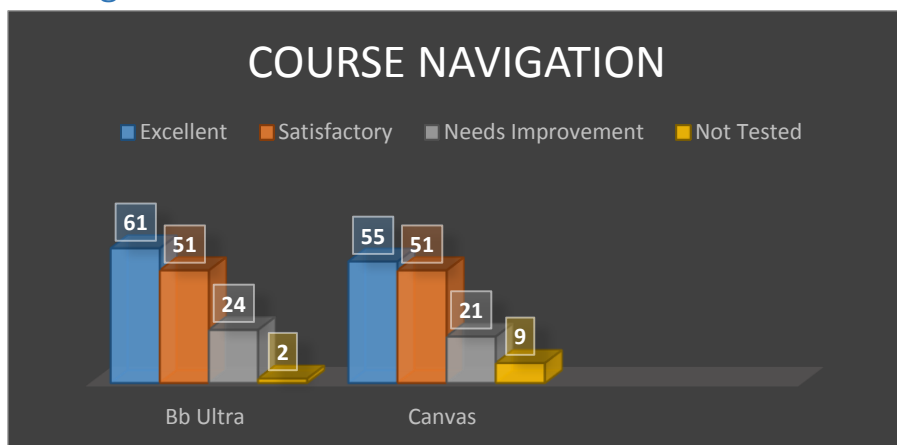 COURSE NAVIGATION
Excellent Satisfactory Needs Improvement Not Tested
61 51 24 2 55 51 21 9
Bb Ultra Canvas